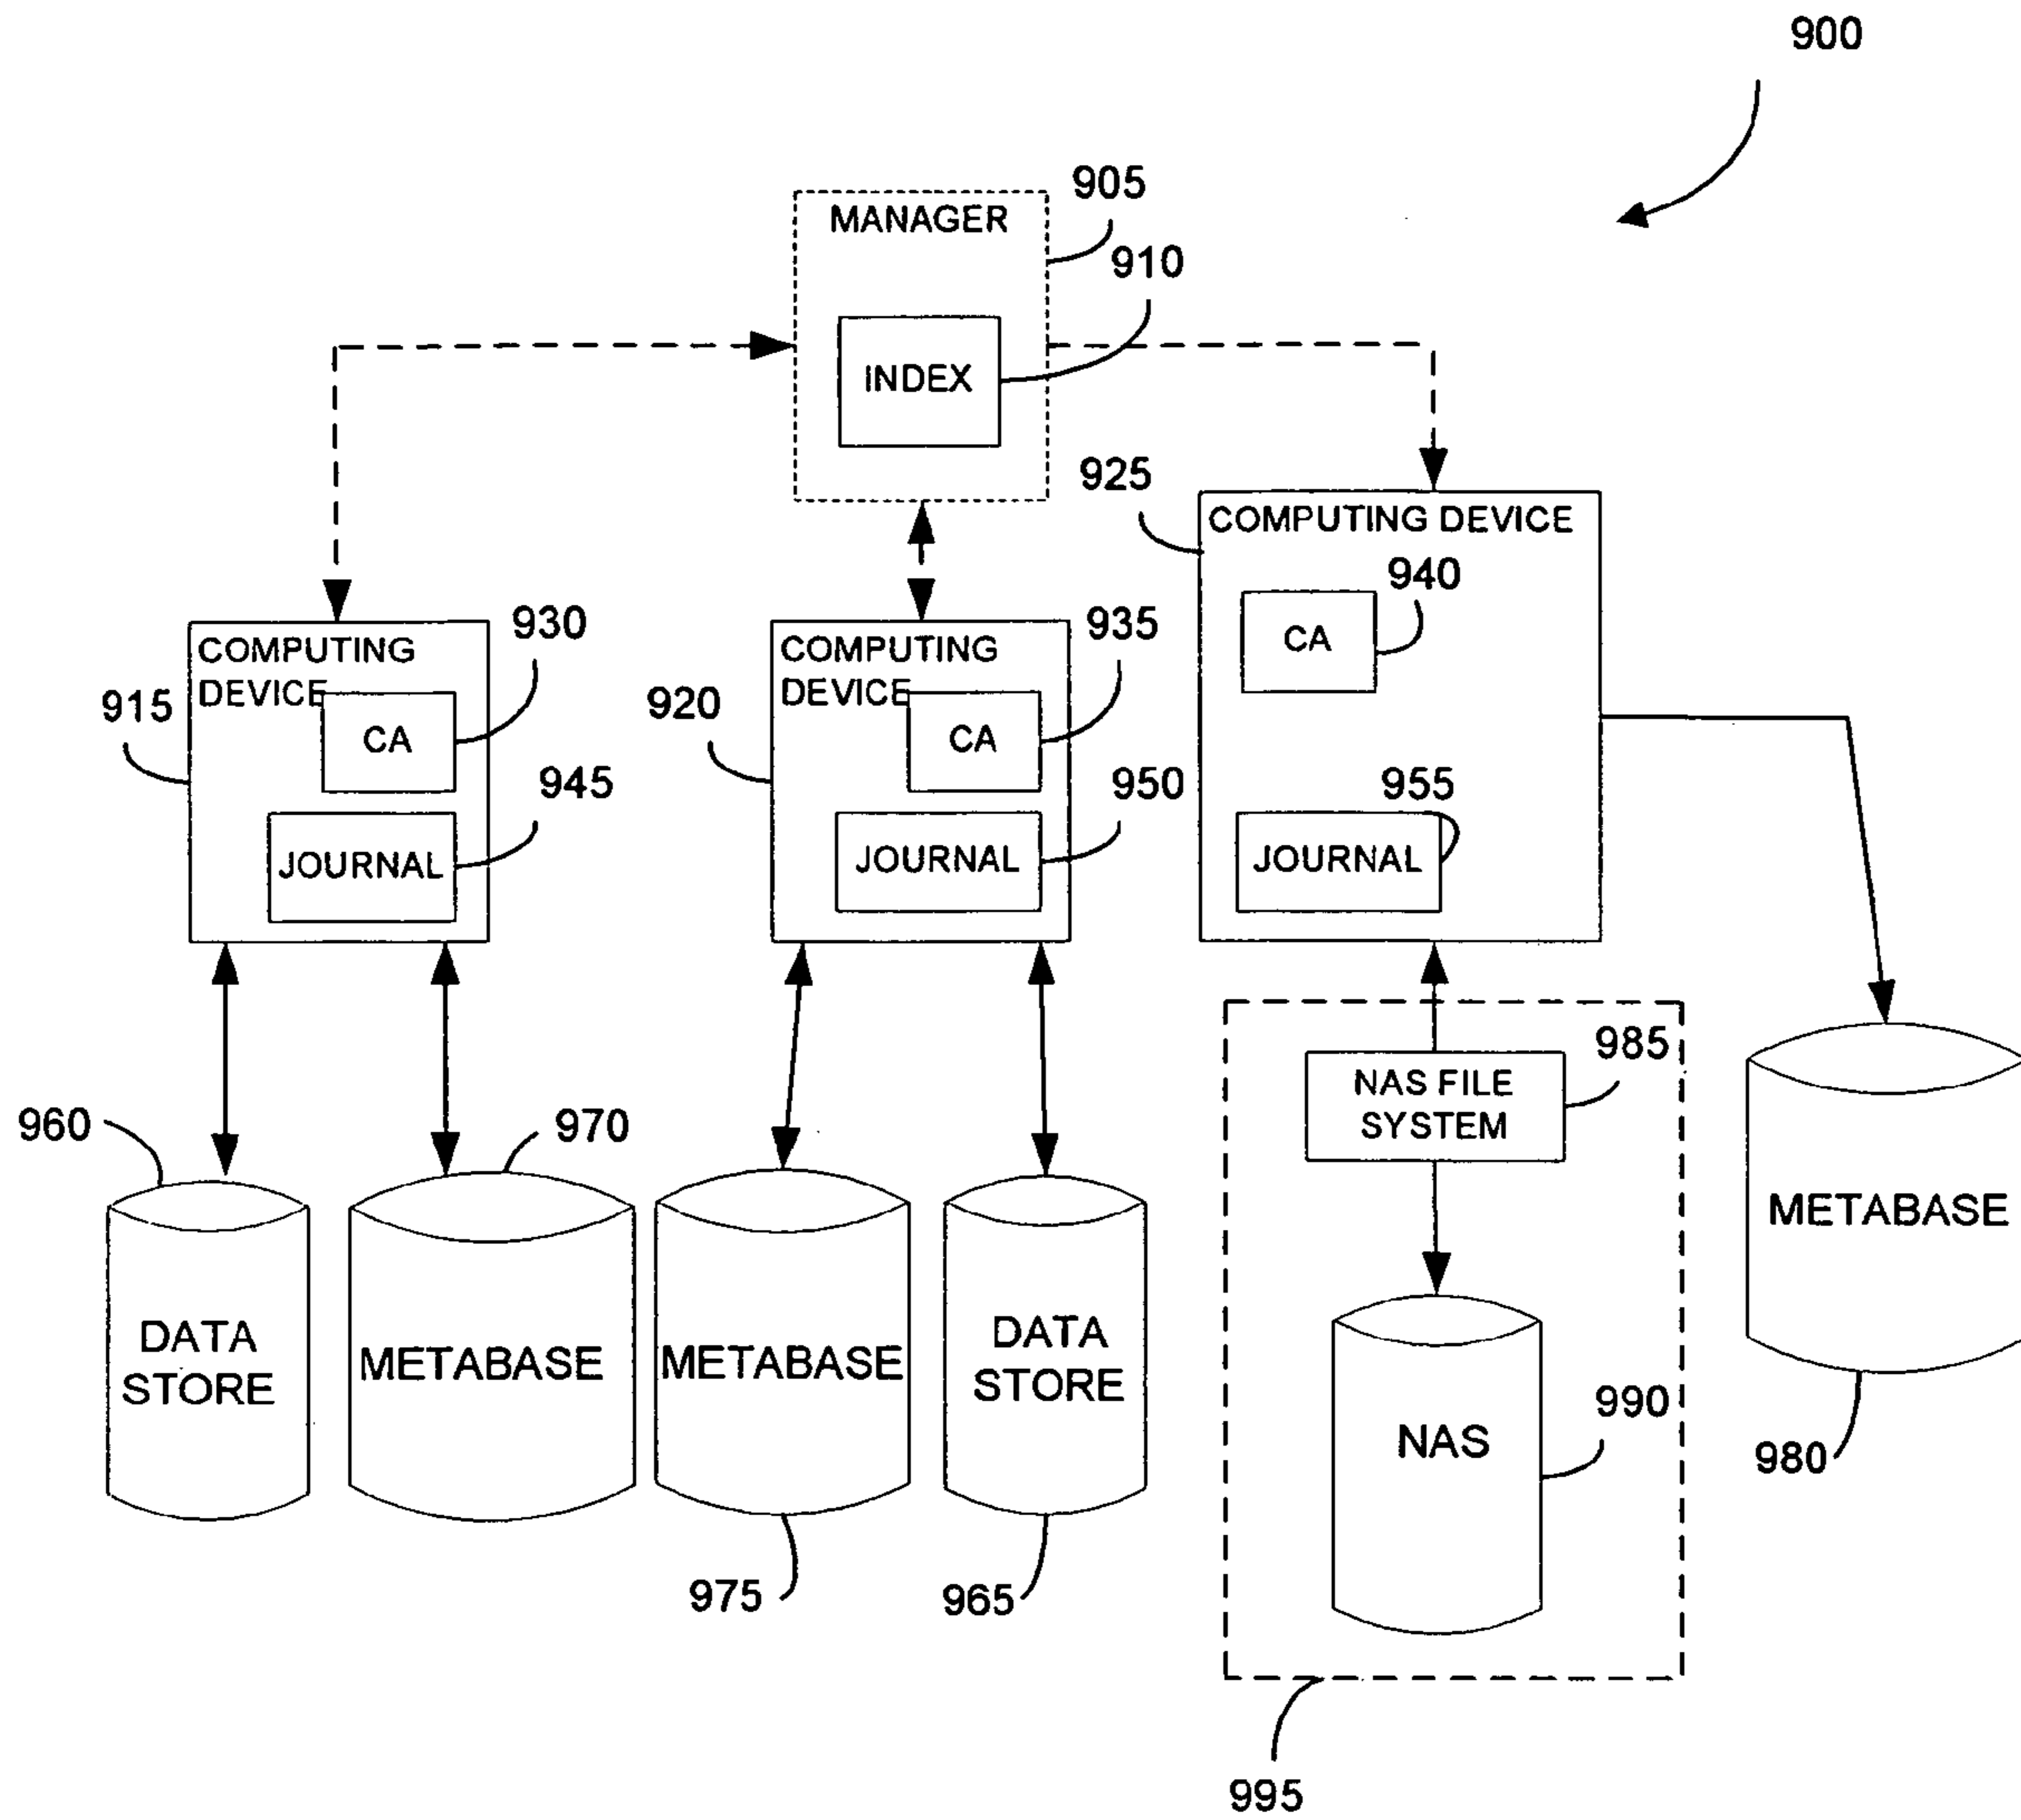 900
905
MANAGER
910
INDEX
925
COMPUTING DEVICE
940
CA
930
COMPUTING
DEVICE
915
CA
945
JOURNAL
935
COMPUTING
DEVICE
920
CA
950
JOURNAL
955
JOURNAL
985
NAS FILE
SYSTEM
960
970
DATA
STORE
METABASE
METABASE
DATA
STORE
METABASE
990
NAS
980
975
965
995